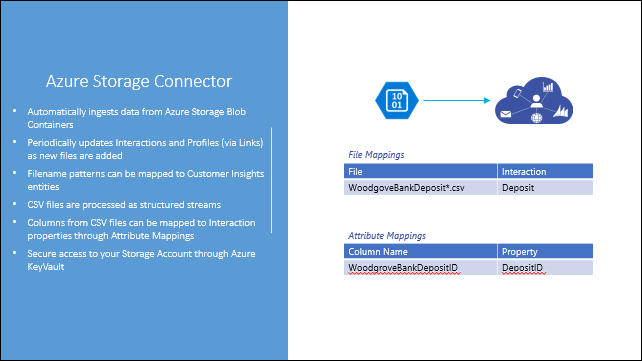 Azure Storage Connector
• Automatically ingests data from Azure Storage Blob
Containers
• Periodically updates Interactions and Profiles (via Links)
as new files are added
• Filename patterns can be mapped to Customer Insights
entities
• CSV files are processed as structured streams
• Columns from CSV files can be mapped to Interaction
properties through Attribute Mappings
• Secure access to your Storage Account through Azure
KeyVault
10
01
File Mappings
File Interaction
WoodgoveBankDeposit*.csv Deposit
Attribute Mappings
Column Name Property
WoodgroveBankDepositID DepositID